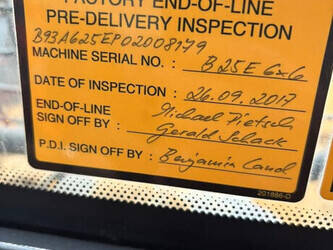 FACTORY END-OF-LINE
PRE-DELIVERY INSPECTION
B93A625EP02008179
MACHINE SERIAL NO. : B25E 6x6
DATE OF INSPECTION : 26.09.2017
END-OF-LINE Michael Pietsch
SIGN OFF BY : Gerald Schack
P.D.I. SIGN OFF BY : Benjamin Cand
201886-D